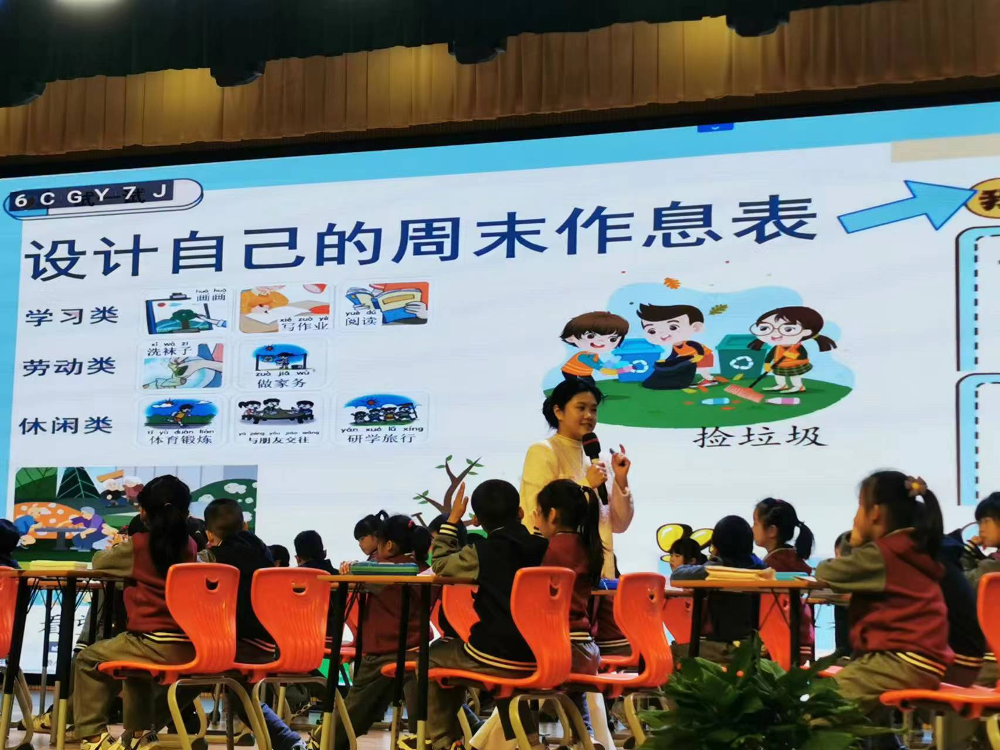 6CGY7J
试一试
设计自己的周末作息表
学习类
huà huà
画画
xiě zuò yè
写作业
yuè dú
阅读
劳动类
xǐ wà zi
洗袜子
zuò jiā wù
做家务
休闲类
tǐ yù duàn liàn
体育锻炼
yǔ péng yǒu jiāo wǎng
与朋友交往
yán xué lǚ xíng
研学旅行
捡垃圾
我
看